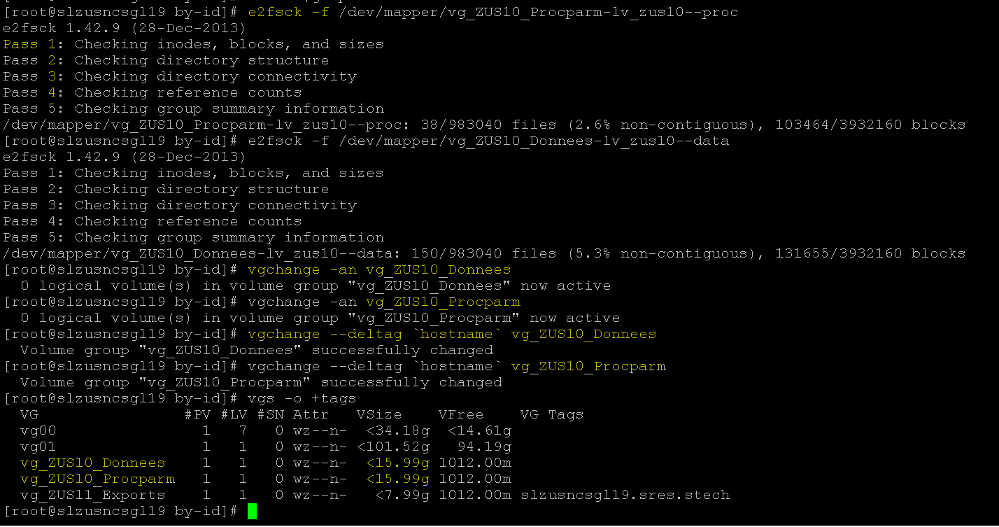 [root@slzusncsgl19 by-id]# e2fsck -f /dev/mapper/vg_ZUS10_Procparm-lv_zus10--proc
e2fsck 1.42.9 (28-Dec-2013)
Pass 1: Checking inodes, blocks, and sizes
Pass 2: Checking directory structure
Pass 3: Checking directory connectivity
Pass 4: Checking reference counts
Pass 5: Checking group summary information
/dev/mapper/vg_ZUS10_Procparm-lv_zus10--proc: 38/983040 files (2.6% non-contiguous), 103464/3932160 blocks
[root@slzusncsgl19 by-id]# e2fsck -f /dev/mapper/vg_ZUS10_Donnees-lv_zus10--data
e2fsck 1.42.9 (28-Dec-2013)
Pass 1: Checking inodes, blocks, and sizes
Pass 2: Checking directory structure
Pass 3: Checking directory connectivity
Pass 4: Checking reference counts
Pass 5: Checking group summary information
/dev/mapper/vg_ZUS10_Donnees-lv_zus10--data: 150/983040 files (5.3% non-contiguous), 131655/3932160 blocks
[root@slzusncsgl19 by-id]# vgchange -an vg_ZUS10_Donnees
  0 logical volume(s) in volume group "vg_ZUS10_Donnees" now active
[root@slzusncsgl19 by-id]# vgchange -an vg_ZUS10_Procparm
  0 logical volume(s) in volume group "vg_ZUS10_Procparm" now active
[root@slzusncsgl19 by-id]# vgchange --deltag `hostname` vg_ZUS10_Donnees
  Volume group "vg_ZUS10_Donnees" successfully changed
[root@slzusncsgl19 by-id]# vgchange --deltag `hostname` vg_ZUS10_Procparm
  Volume group "vg_ZUS10_Procparm" successfully changed
[root@slzusncsgl19 by-id]# vgs -o +tags
  VG                #PV #LV #SN Attr   VSize    VFree    VG Tags
  vg00                1   7   0 wz--n-  <34.18g  <14.61g
  vg01                1   1   0 wz--n- <101.52g   94.19g
  vg_ZUS10_Donnees    1   1   0 wz--n-  <15.99g 1012.00m
  vg_ZUS10_Procparm   1   1   0 wz--n-  <15.99g 1012.00m
  vg_ZUS11_Exports    1   1   0 wz--n-   <7.99g 1012.00m slzusncsgl19.sres.stech
[root@slzusncsgl19 by-id]#